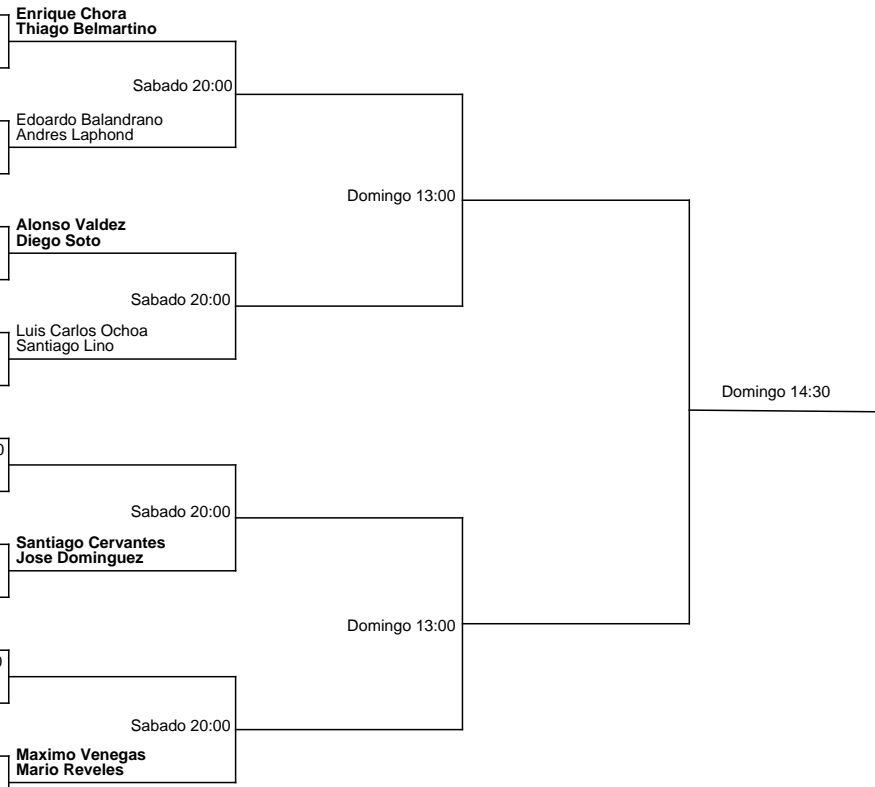 Enrique Chora
Thiago Belmartino
Sabado 20:00
Edoardo Balandrano
Andres Laphond
Domingo 13:00
Alonso Valdez
Diego Soto
Sabado 20:00
Luis Carlos Ochoa
Santiago Lino
Domingo 14:30
Sabado 20:00
Santiago Cervantes
Jose Dominguez
Domingo 13:00
Sabado 20:00
Maximo Venegas
Mario Reveles